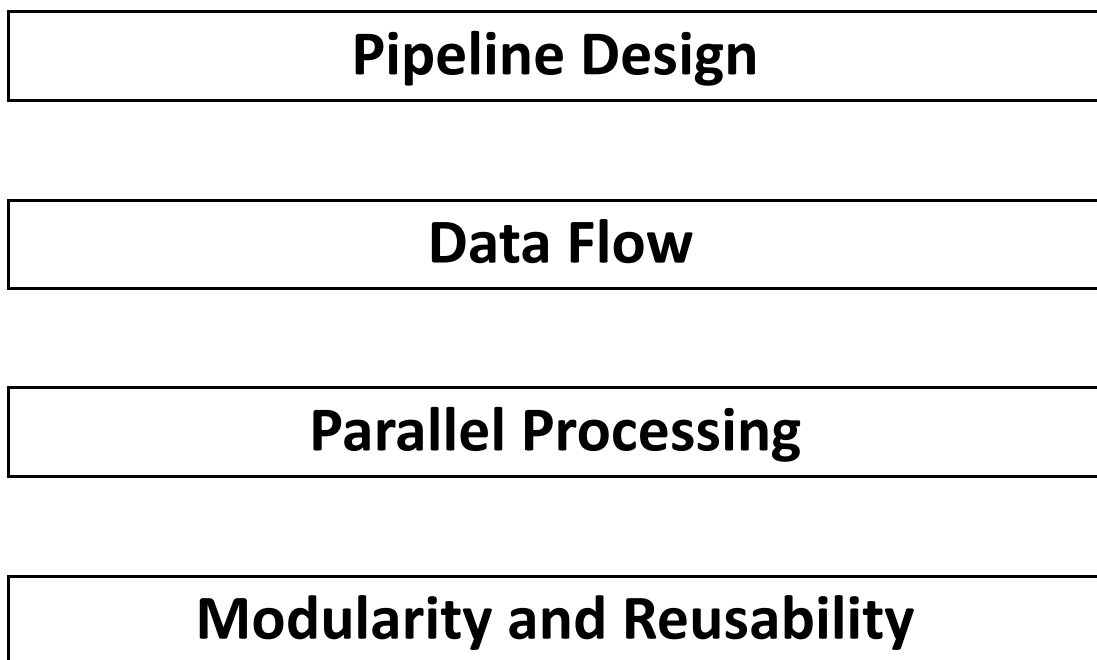 Pipeline Design
Data Flow
Parallel Processing
Modularity and Reusability